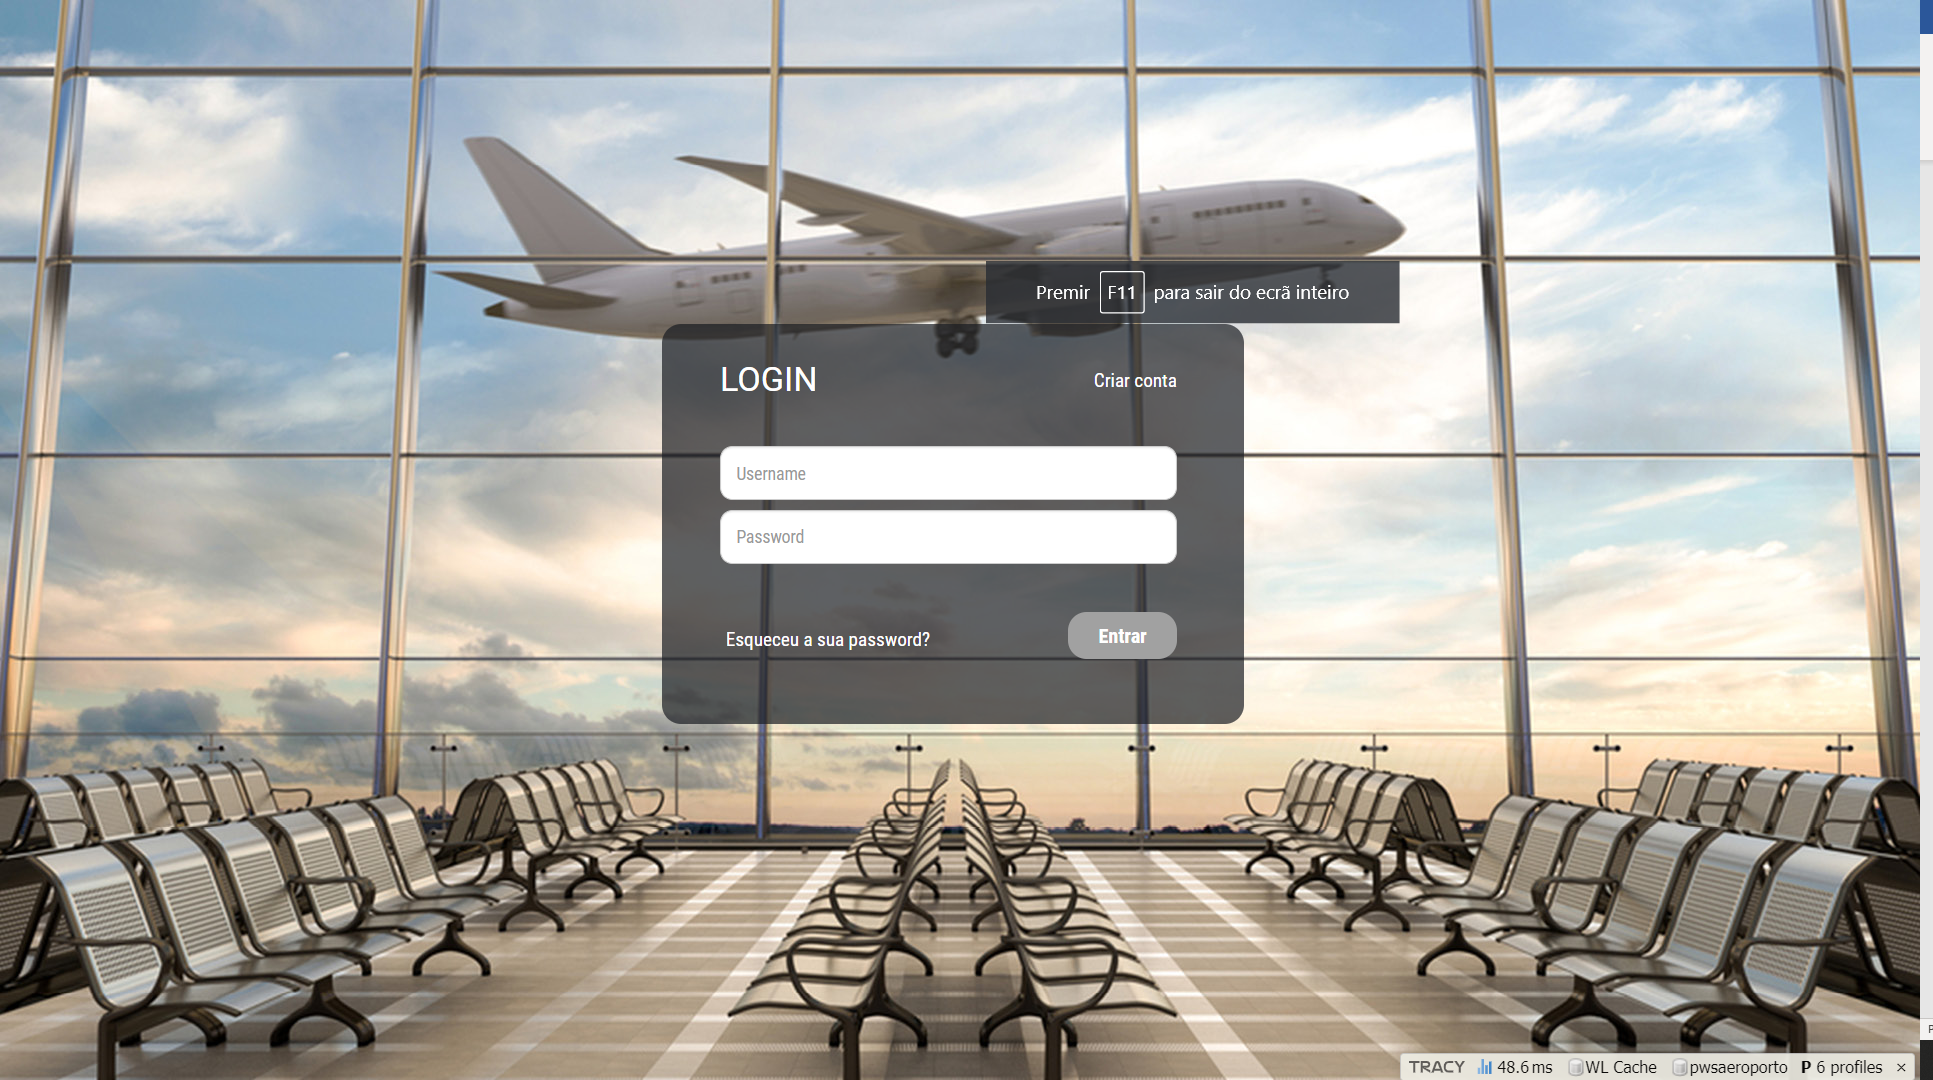 Premir F11 para sair do ecrã inteiro
LOGIN
Criar conta
Username
Password
Esqueceu a sua password?
Entrar
TRACY 48.6 ms WL Cache pwsaeroporto P 6 profiles ×